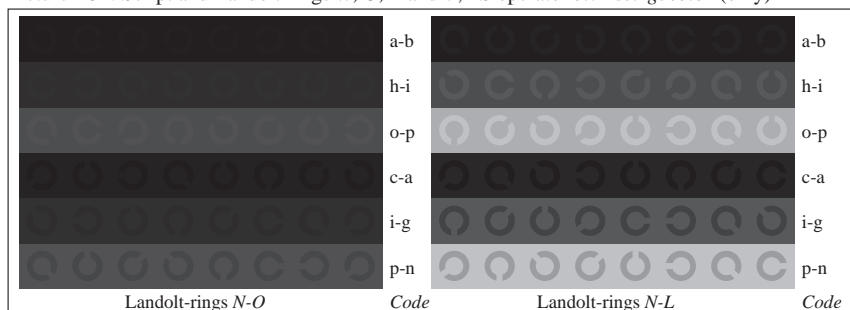 a-b a-b
h-i h-i
o-p o-p
c-a c-a
i-g i-g
p-n p-n
Landolt-rings N-O Code Landolt-rings N-L Code